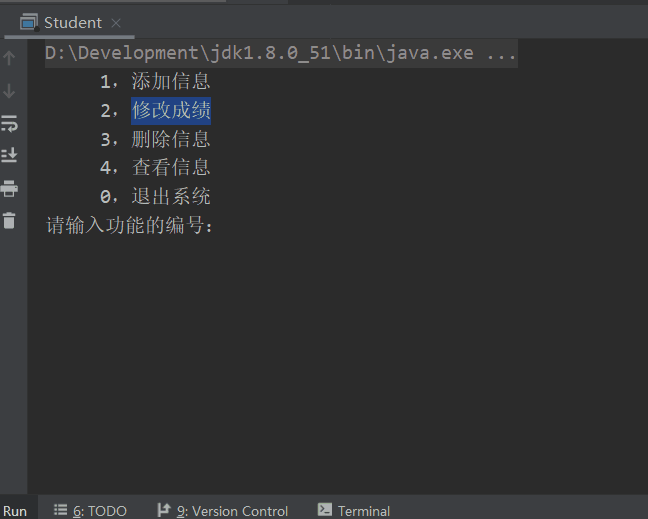 Student
D:\Development\jdk1.8.0_51\bin\java.exe ...
1，添加信息
2，修改成绩
3，删除信息
4，查看信息
0，退出系统
请输入功能的编号：
Run 6: TODO 9: Version Control Terminal